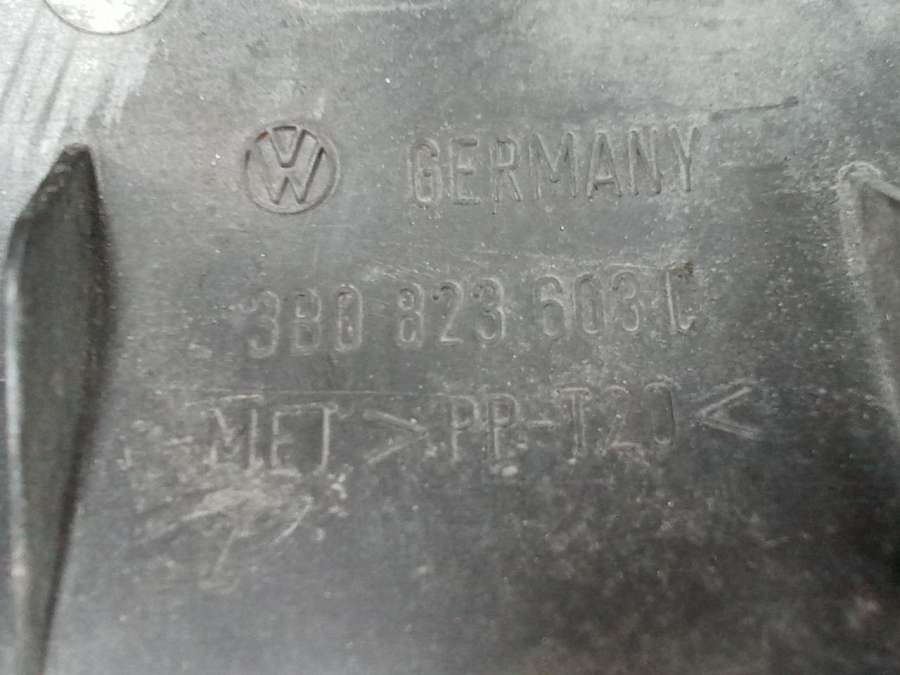 VW GERMANY
3B0 823 603 C
MET >PP-T20<